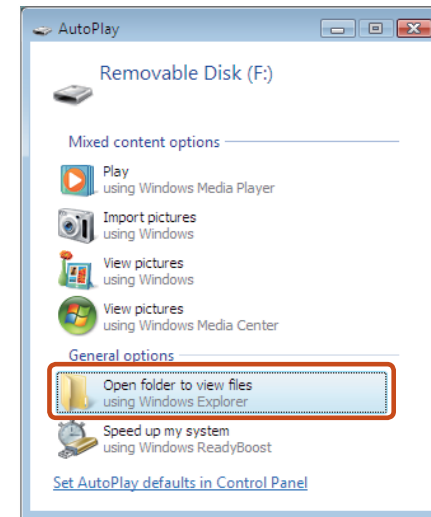 AutoPlay
Removable Disk (F:)
Mixed content options
Play
using Windows Media Player
Import pictures
using Windows
View pictures
using Windows
View pictures
using Windows Media Center
General options
Open folder to view files
using Windows Explorer
Speed up my system
using Windows ReadyBoost
Set AutoPlay defaults in Control Panel